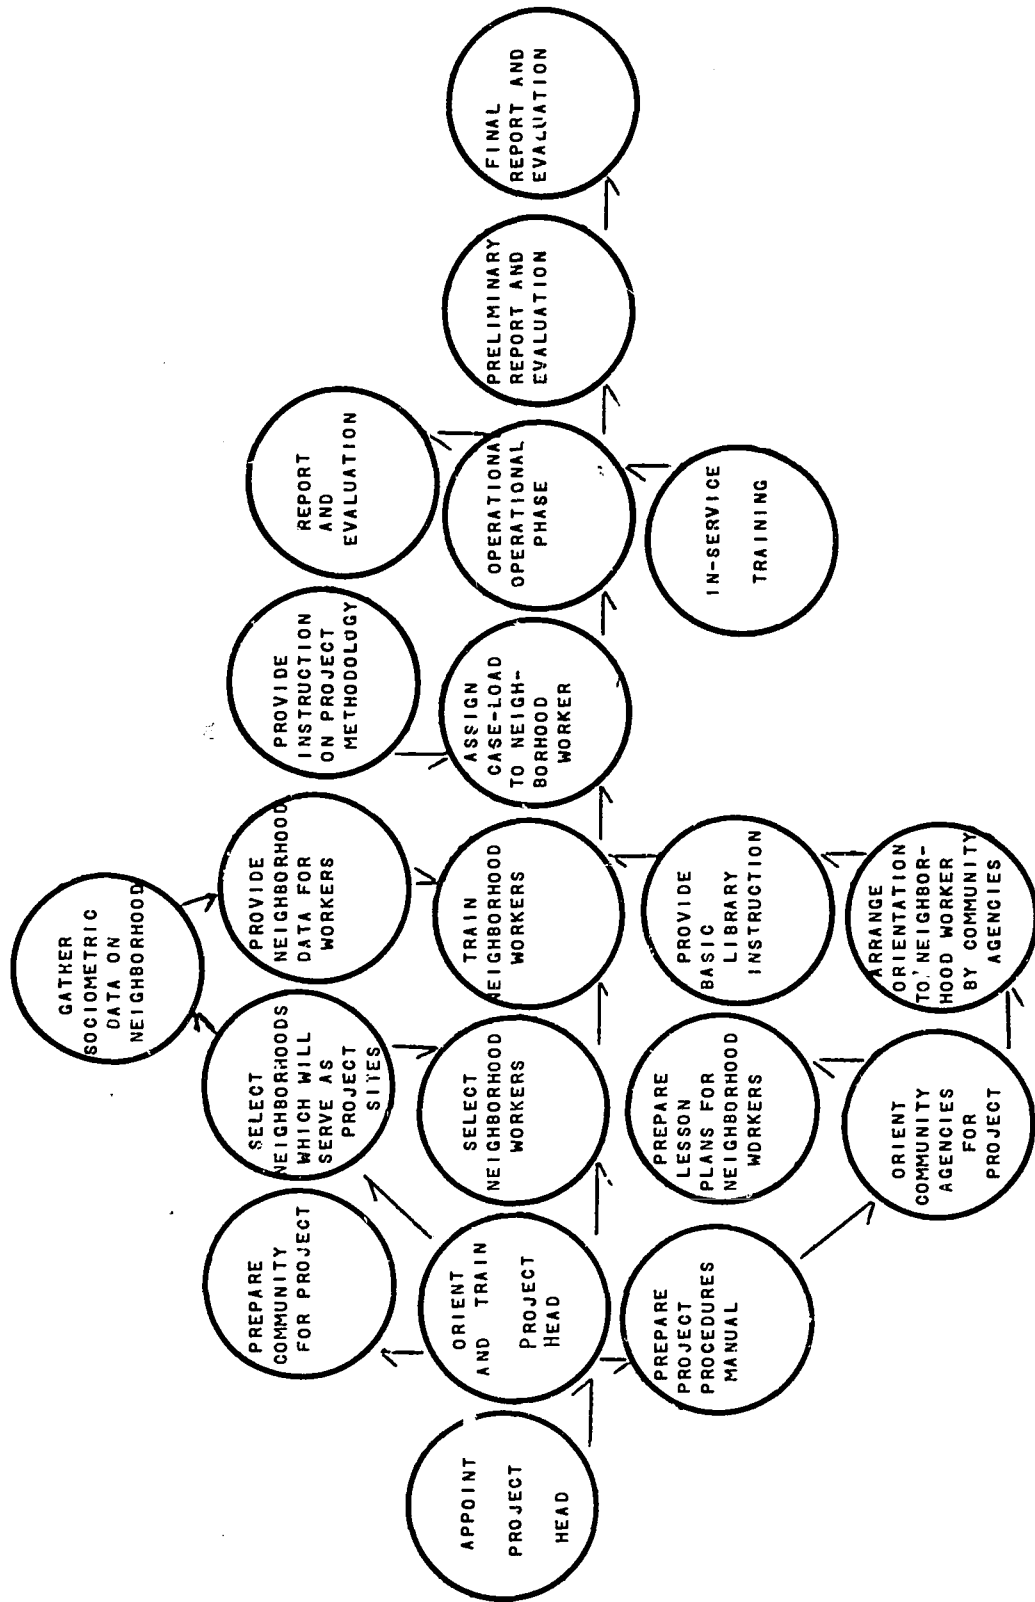 APPOINT
PROJECT
HEAD
PREPARE
COMMUNITY
FOR PROJECT
ORIENT
AND TRAIN
PROJECT
HEAD
PREPARE
PROJECT
PROCEDURES
MANUAL
GATHER
SOCIOMETRIC
DATA ON
NEIGHBORHOOD
SELECT
NEIGHBORHOODS
WHICH WILL
SERVE AS
PROJECT
SITES
SELECT
NEIGHBORHOOD
WORKERS
PREPARE
LESSON
PLANS FOR
NEIGHBORHOOD
WORKERS
ORIENT
COMMUNITY
AGENCIES
FOR
PROJECT
PROVIDE
NEIGHBORHOOD
DATA FOR
WORKERS
TRAIN
NEIGHBORHOOD
WORKERS
PROVIDE
BASIC
LIBRARY
INSTRUCTION
ARRANGE
ORIENTATION
TO NEIGHBOR-
HOOD WORKER
BY COMMUNITY
AGENCIES
PROVIDE
INSTRUCTION
ON PROJECT
METHODOLOGY
ASSIGN
CASE-LOAD
TO NEIGH-
BORHOOD
WORKER
REPORT
AND
EVALUATION
OPERATIONAL
OPERATIONAL
PHASE
IN-SERVICE
TRAINING
PRELIMINARY
REPORT AND
EVALUATION
FINAL
REPORT AND
EVALUATION